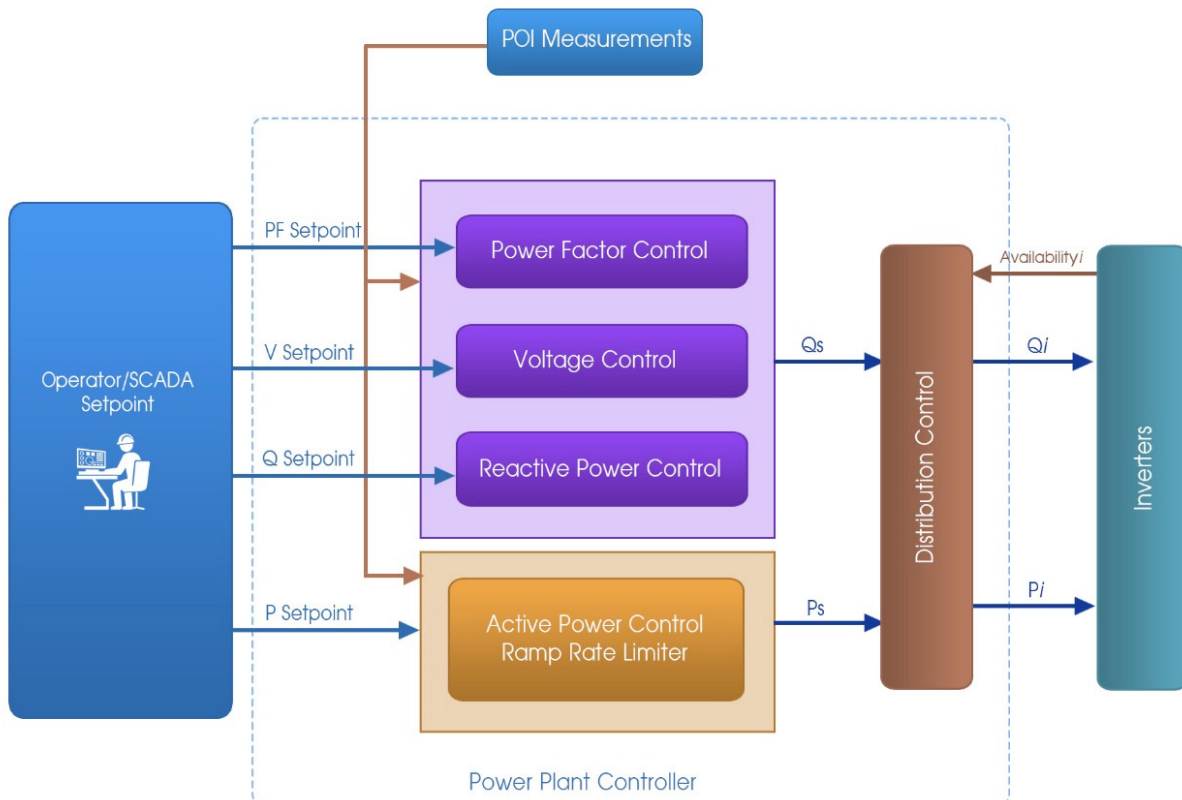 POI Measurements
PF Setpoint
Power Factor Control
Availabilityi
V Setpoint
Voltage Control
Qs
Qi
Operator/SCADA
Setpoint
Q Setpoint
Reactive Power Control
Distribution Control
Inverters
P Setpoint
Active Power Control
Ramp Rate Limiter
Ps
Pi
Power Plant Controller